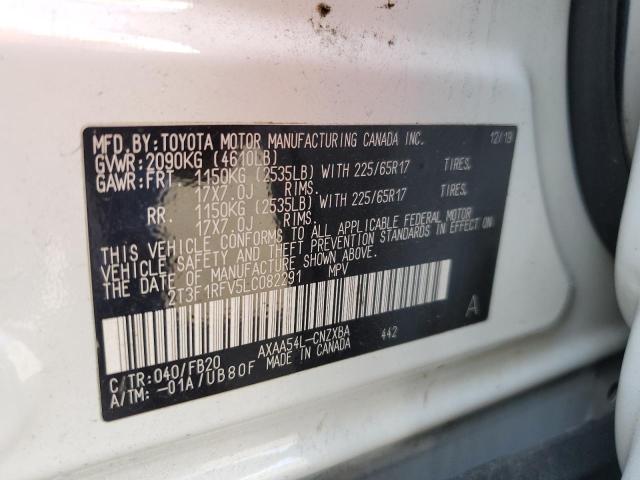 MFD.BY:TOYOTA MOTOR MANUFACTURING CANADA INC. 12/19
GVWR:2090KG (4610LB)
GAWR:FRT. 1150KG (2535LB) WITH 225/65R17 TIRES.
17X7.0J RIMS.
RR. 1150KG (2535LB) WITH 225/65R17 TIRES.
17X7.0J RIMS.
THIS VEHICLE CONFORMS TO ALL APPLICABLE FEDERAL MOTOR
VEHICLE SAFETY AND THEFT PREVENTION STANDARDS IN EFFECT ON
THE DATE OF MANUFACTURE SHOWN ABOVE.
2T3F1RFV5LC082291 MPV
A
C/TR:040/FB20 AXAA54L-CNZXBA 442
A/TM:-01A/UB80F MADE IN CANADA